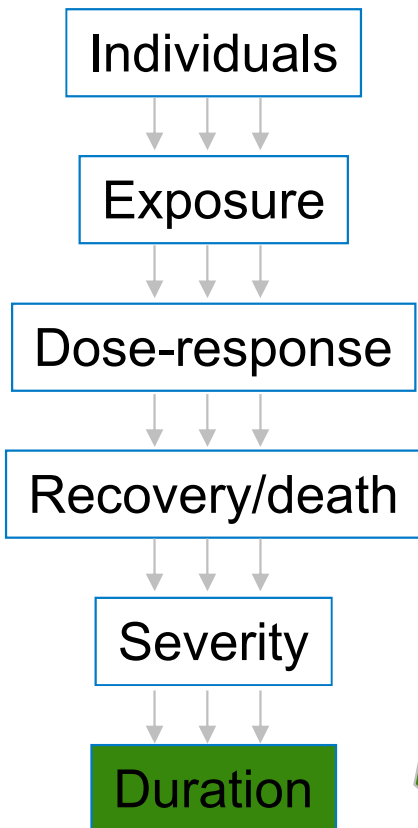 Individuals
Exposure
Dose-response
Recovery/death
Severity
Duration